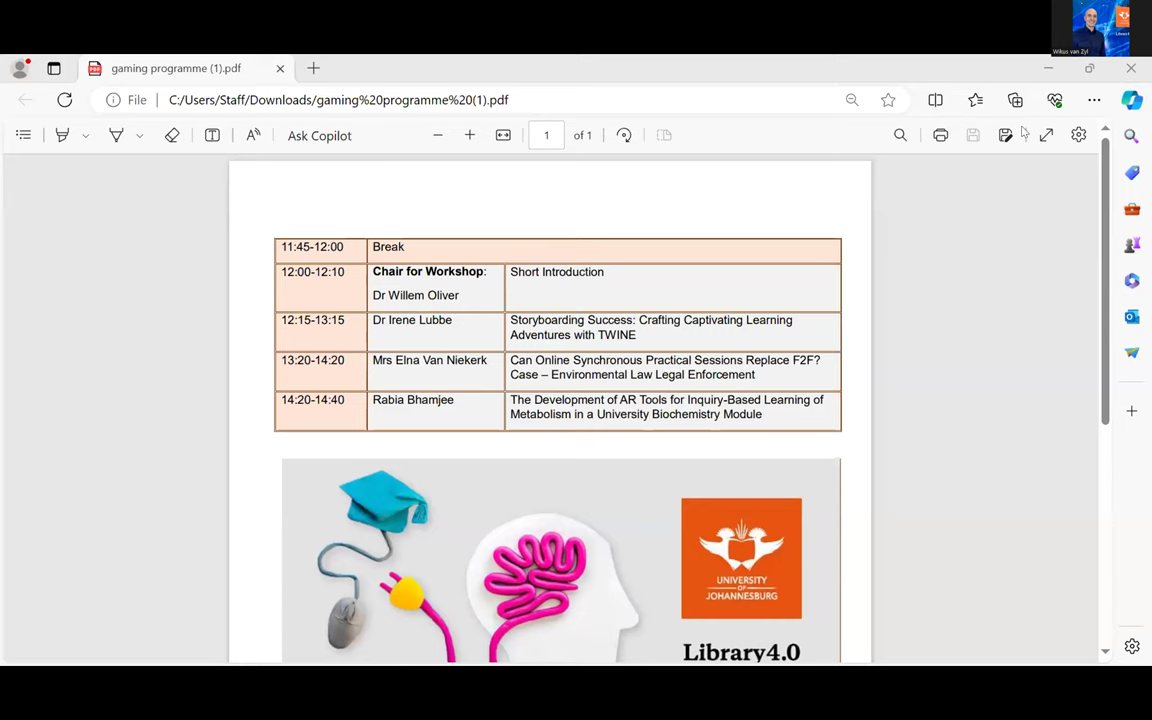 Wikus van Zyl
gaming programme (1).pdf
File
C:/Users/Staff/Downloads/gaming%20programme%20(1).pdf
Ask Copilot
1
of 1
11:45-12:00 Break
12:00-12:10 Chair for Workshop: Short Introduction
Dr Willem Oliver
12:15-13:15 Dr Irene Lubbe Storyboarding Success: Crafting Captivating Learning
Adventures with TWINE
13:20-14:20 Mrs Elna Van Niekerk Can Online Synchronous Practical Sessions Replace F2F?
Case – Environmental Law Legal Enforcement
14:20-14:40 Rabia Bhamjee The Development of AR Tools for Inquiry-Based Learning of
Metabolism in a University Biochemistry Module
UNIVERSITY
OF
JOHANNESBURG
Library4.0